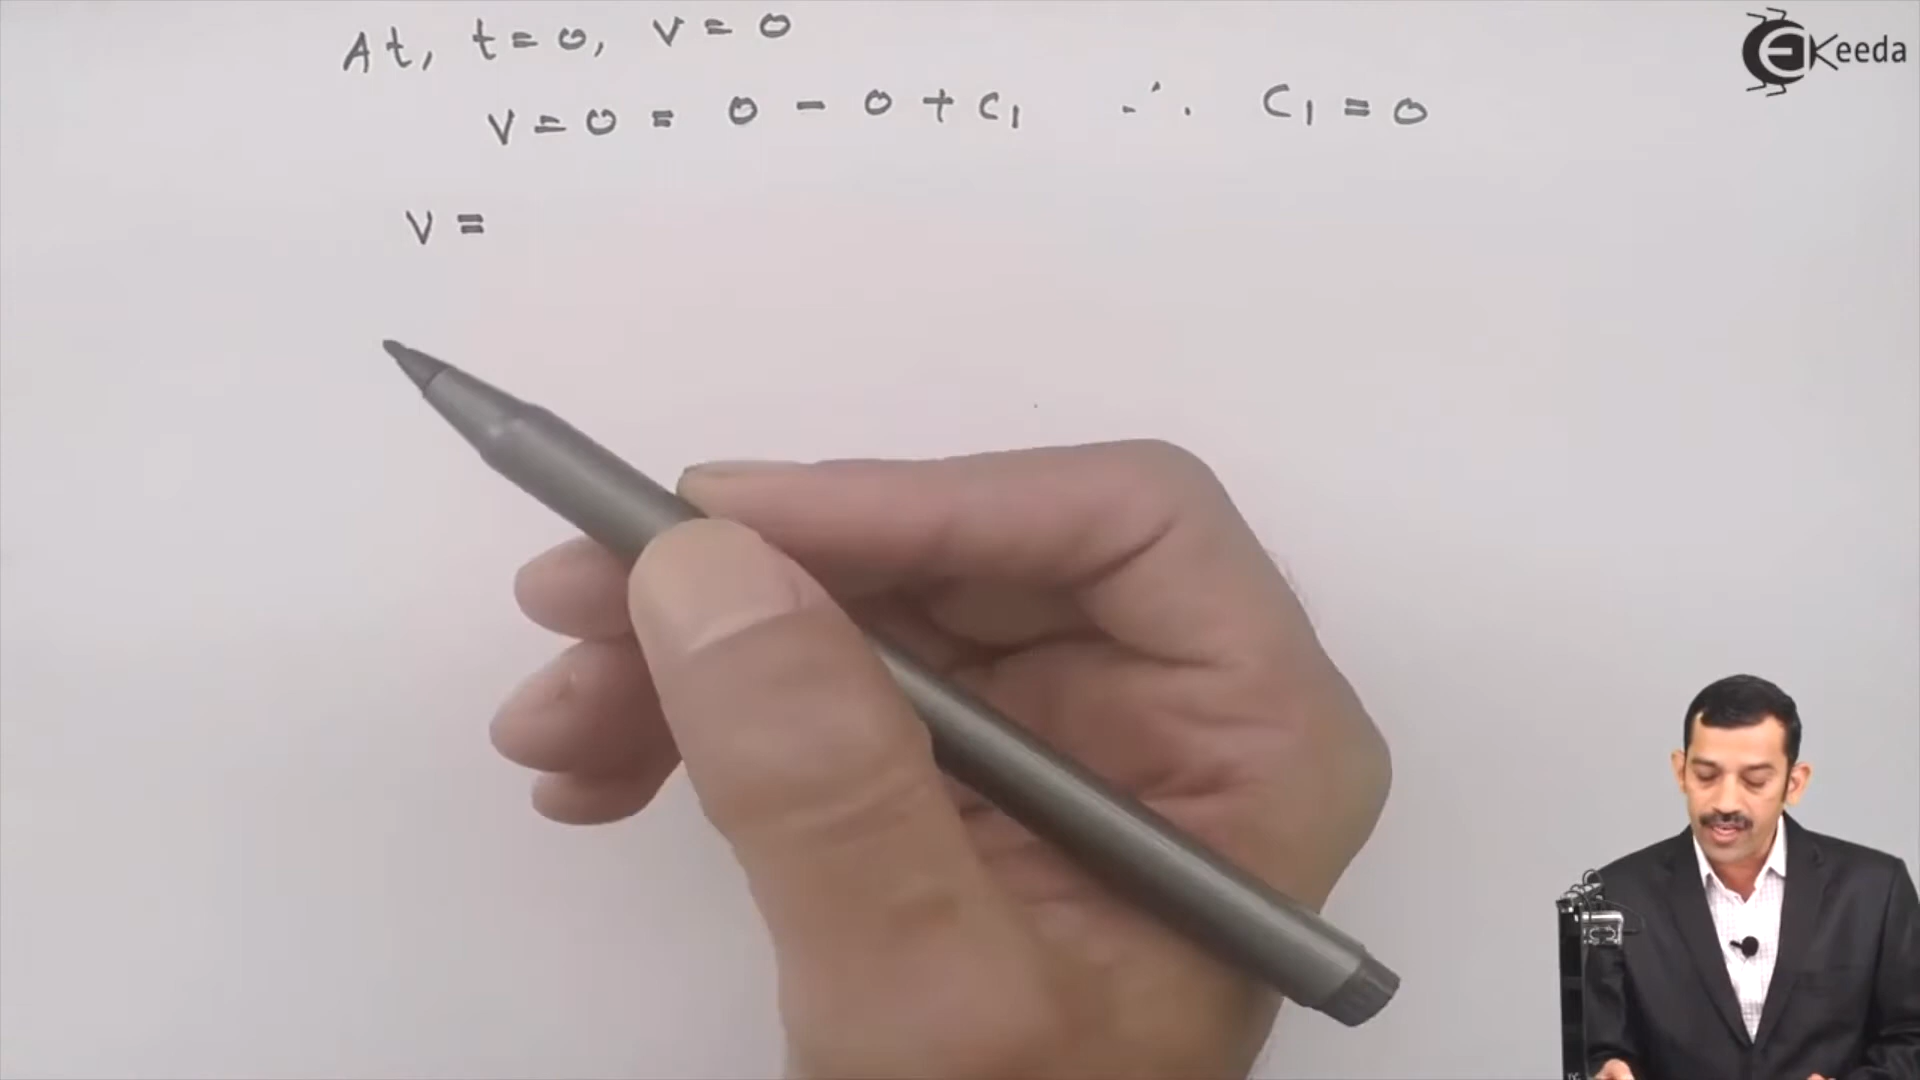 At, t=0, v=0
v=0 = 0 - 0 + C1 ∴ C1 = 0
v =
EKeeda